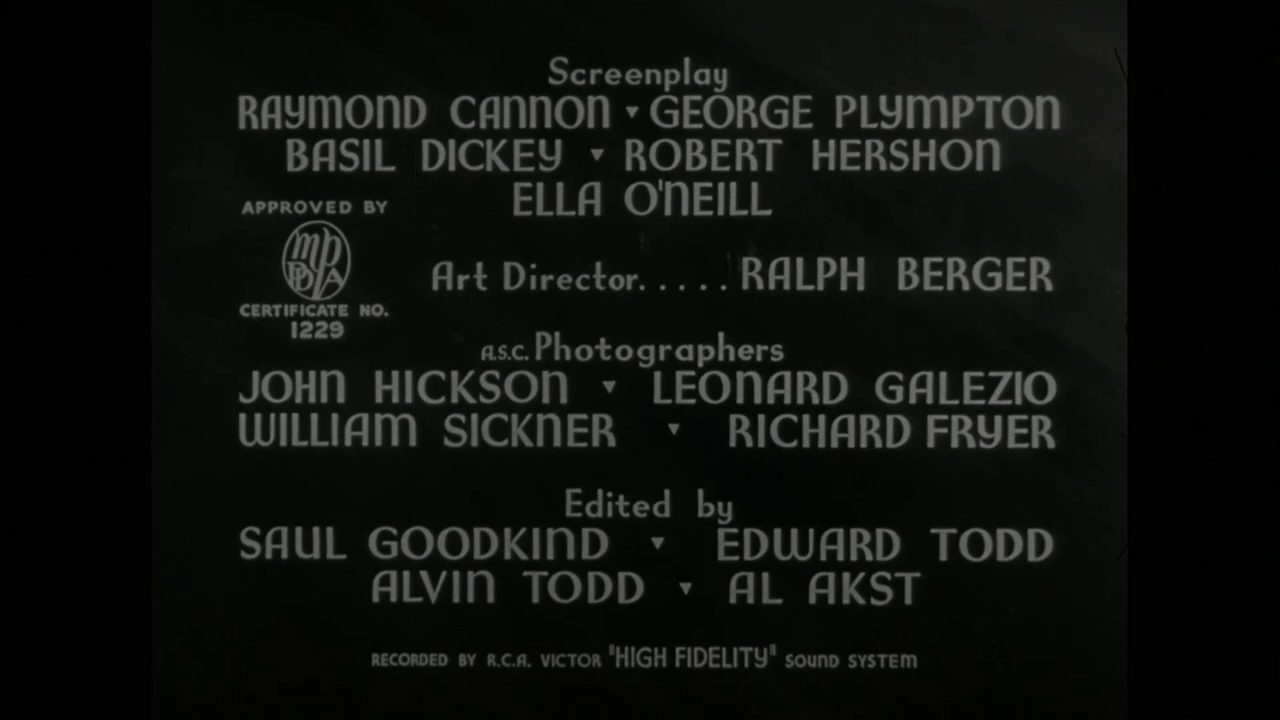 Screenplay
RAYMOND CANNON ▾ GEORGE PLYMPTON
BASIL DICKEY ▾ ROBERT HERSHON
ELLA O'NEILL
APPROVED BY
MPPDA
CERTIFICATE NO.
1229
Art Director..... RALPH BERGER
A.S.C. Photographers
JOHN HICKSON ▾ LEONARD GALEZIO
WILLIAM SICKNER ▾ RICHARD FRYER
Edited by
SAUL GOODKIND ▾ EDWARD TODD
ALVIN TODD ▾ AL AKST
RECORDED BY R.C.A. VICTOR "HIGH FIDELITY" SOUND SYSTEM